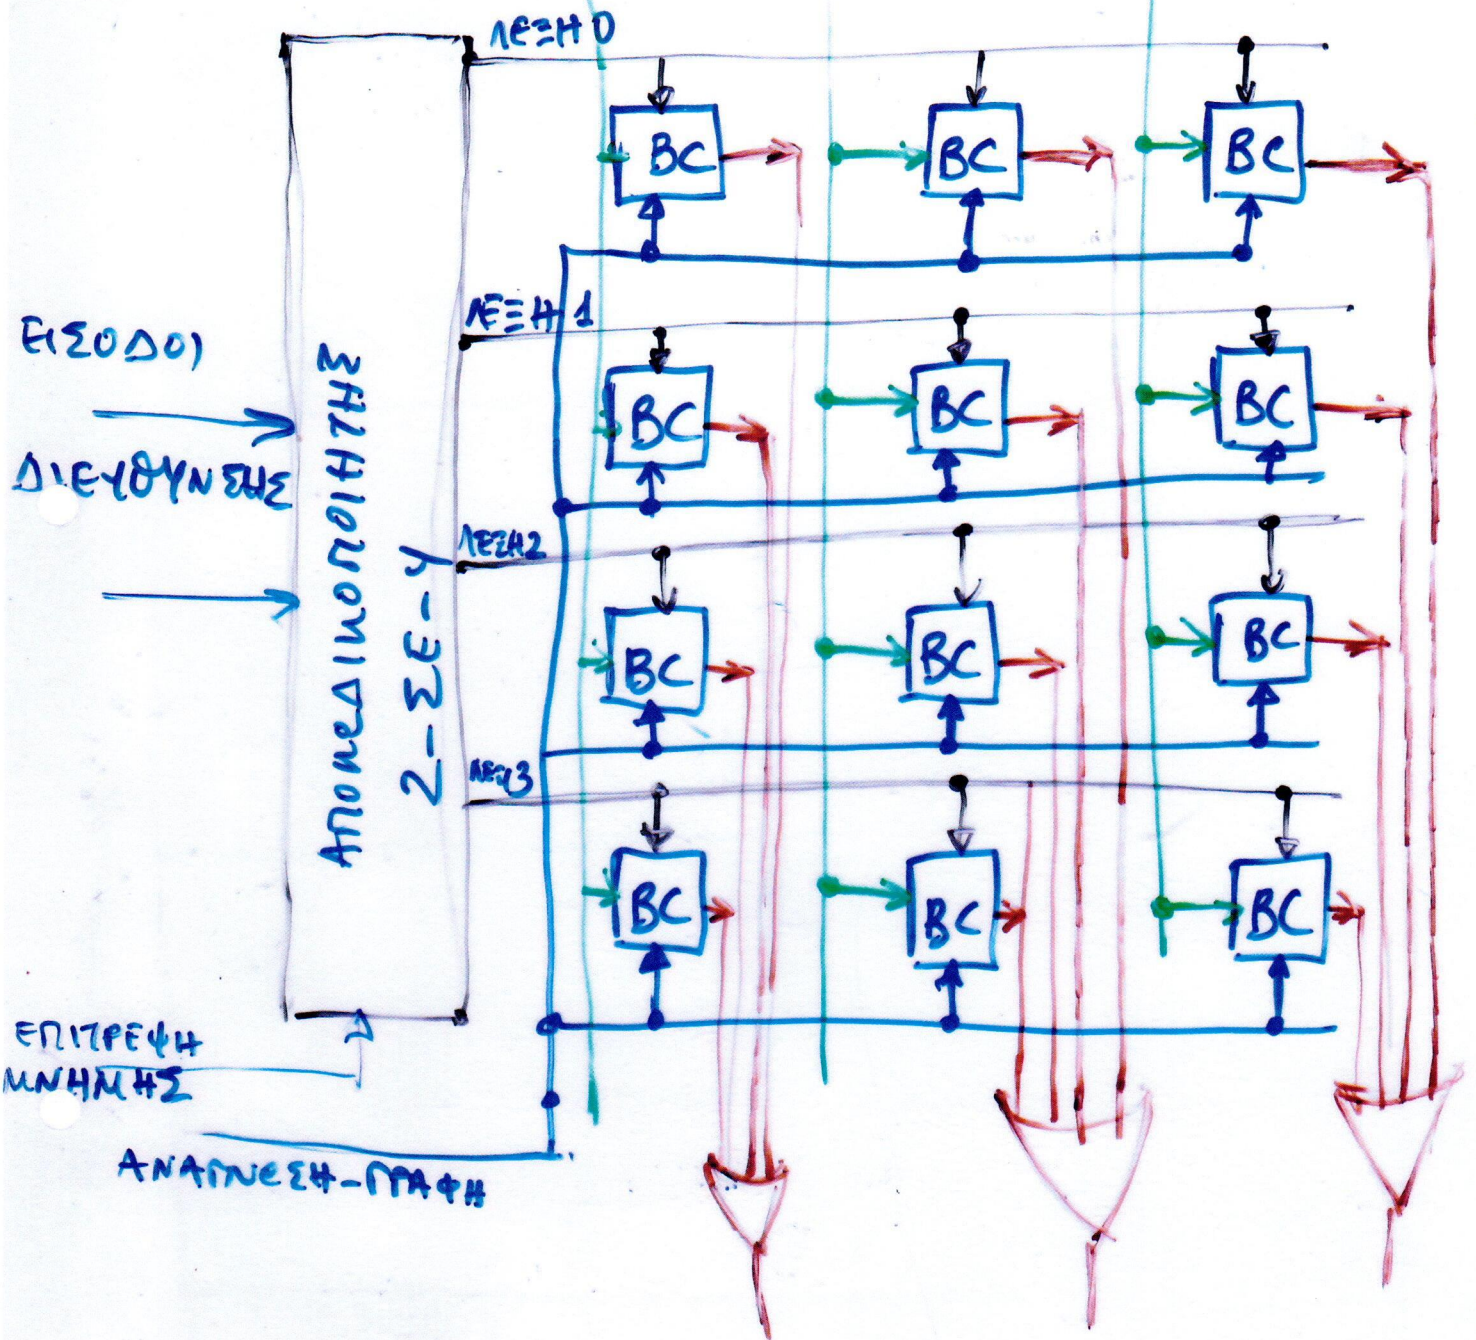 ΛΕΞΗ 0
BC BC BC
ΛΕΞΗ 1
ΕΙΣΟΔΟΙ
ΔΙΕΥΘΥΝΣΗΣ
BC BC BC
ΑΠΟΚΩΔΙΚΟΠΟΙΗΤΗΣ
2-ΣΕ-4
ΛΕΞΗ2
BC BC BC
ΛΕΞΗ3
BC BC BC
ΕΠΙΤΡΕΨΗ
ΜΝΗΜΗΣ
ΑΝΑΓΝΩΣΗ-ΓΡΑΦΗ